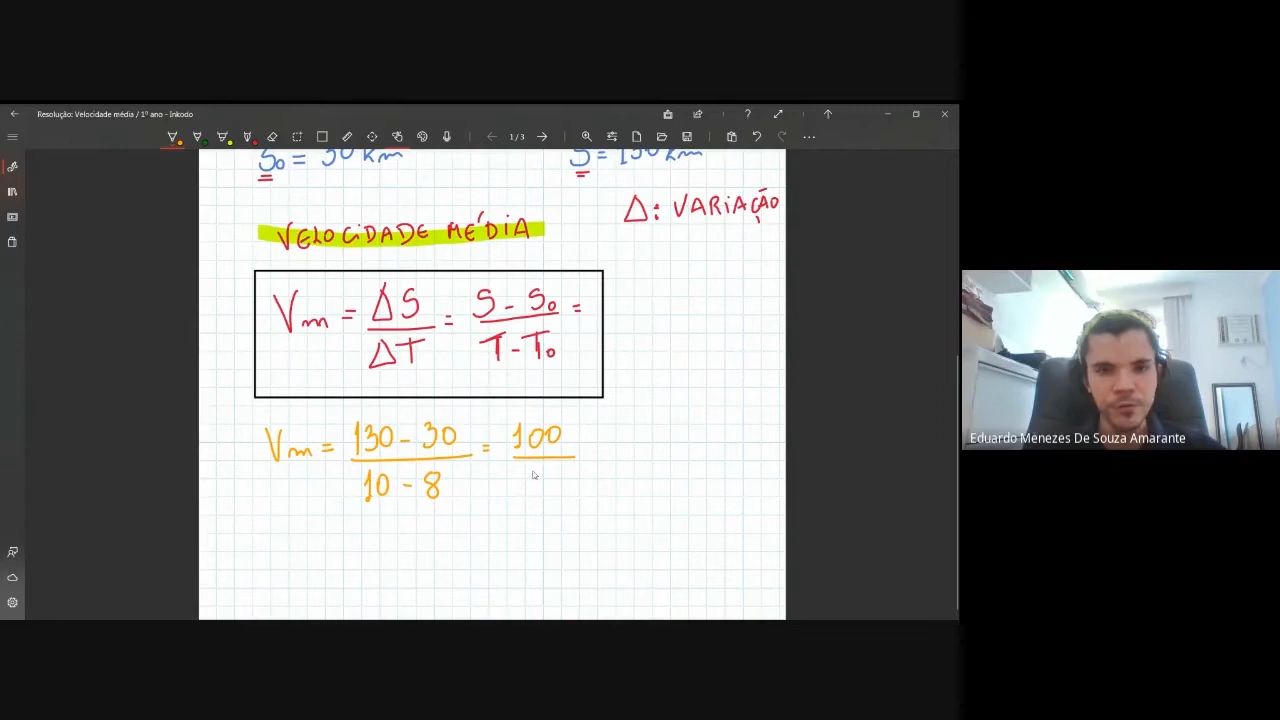 Resolução: Velocidade média / 1º ano - Inkodo
1/3
S₀ = 30 km
S = 130 km
Δ: VARIAÇÃO
VELOCIDADE MÉDIA
Vm = ΔS/ΔT = S - S₀/T - T₀ =
Vm = 130 - 30/10 - 8 = 100
Eduardo Menezes De Souza Amarante